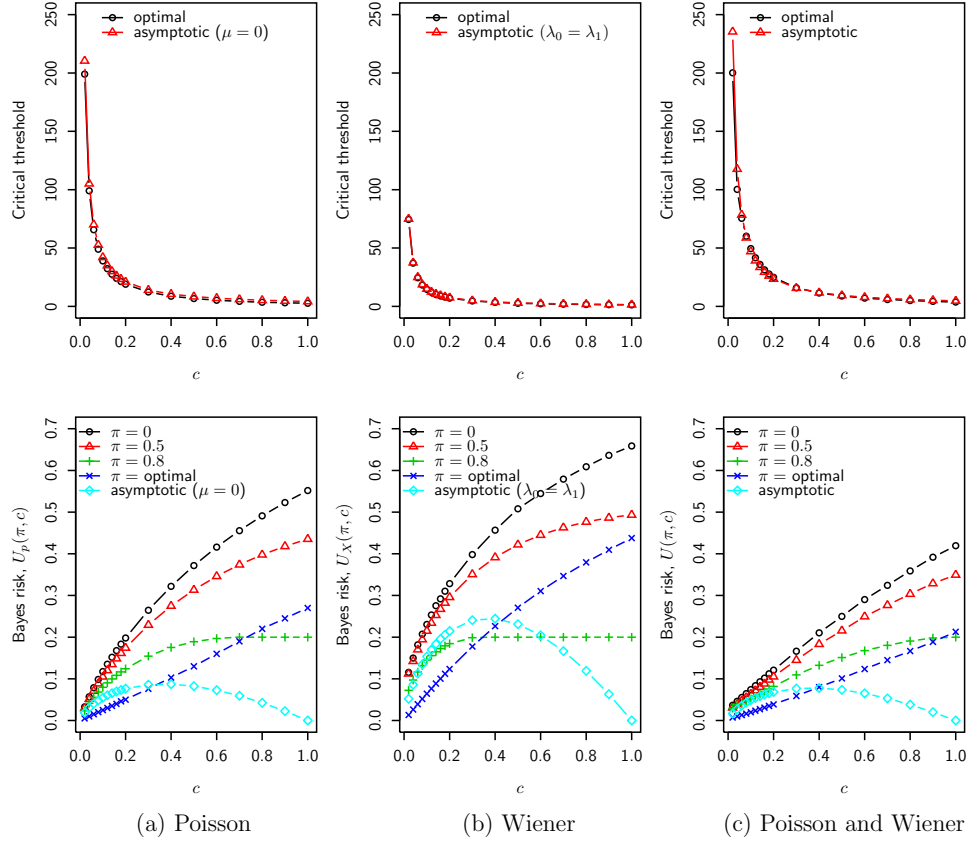 optimal
asymptotic (μ = 0)
Critical threshold
250
200
150
100
50
0
0.0 0.2 0.4 0.6 0.8 1.0
c
optimal
asymptotic (λ0 = λ1)
Critical threshold
250
200
150
100
50
0
0.0 0.2 0.4 0.6 0.8 1.0
c
optimal
asymptotic
Critical threshold
250
200
150
100
50
0
0.0 0.2 0.4 0.6 0.8 1.0
c
π = 0
π = 0.5
π = 0.8
π = optimal
asymptotic (μ = 0)
Bayes risk, Up(π, c)
0.7
0.6
0.5
0.4
0.3
0.2
0.1
0.0
0.0 0.2 0.4 0.6 0.8 1.0
c
(a) Poisson
π = 0
π = 0.5
π = 0.8
π = optimal
asymptotic (λ0 = λ1)
Bayes risk, UX(π, c)
0.7
0.6
0.5
0.4
0.3
0.2
0.1
0.0
0.0 0.2 0.4 0.6 0.8 1.0
c
(b) Wiener
π = 0
π = 0.5
π = 0.8
π = optimal
asymptotic
Bayes risk, U(π, c)
0.7
0.6
0.5
0.4
0.3
0.2
0.1
0.0
0.0 0.2 0.4 0.6 0.8 1.0
c
(c) Poisson and Wiener